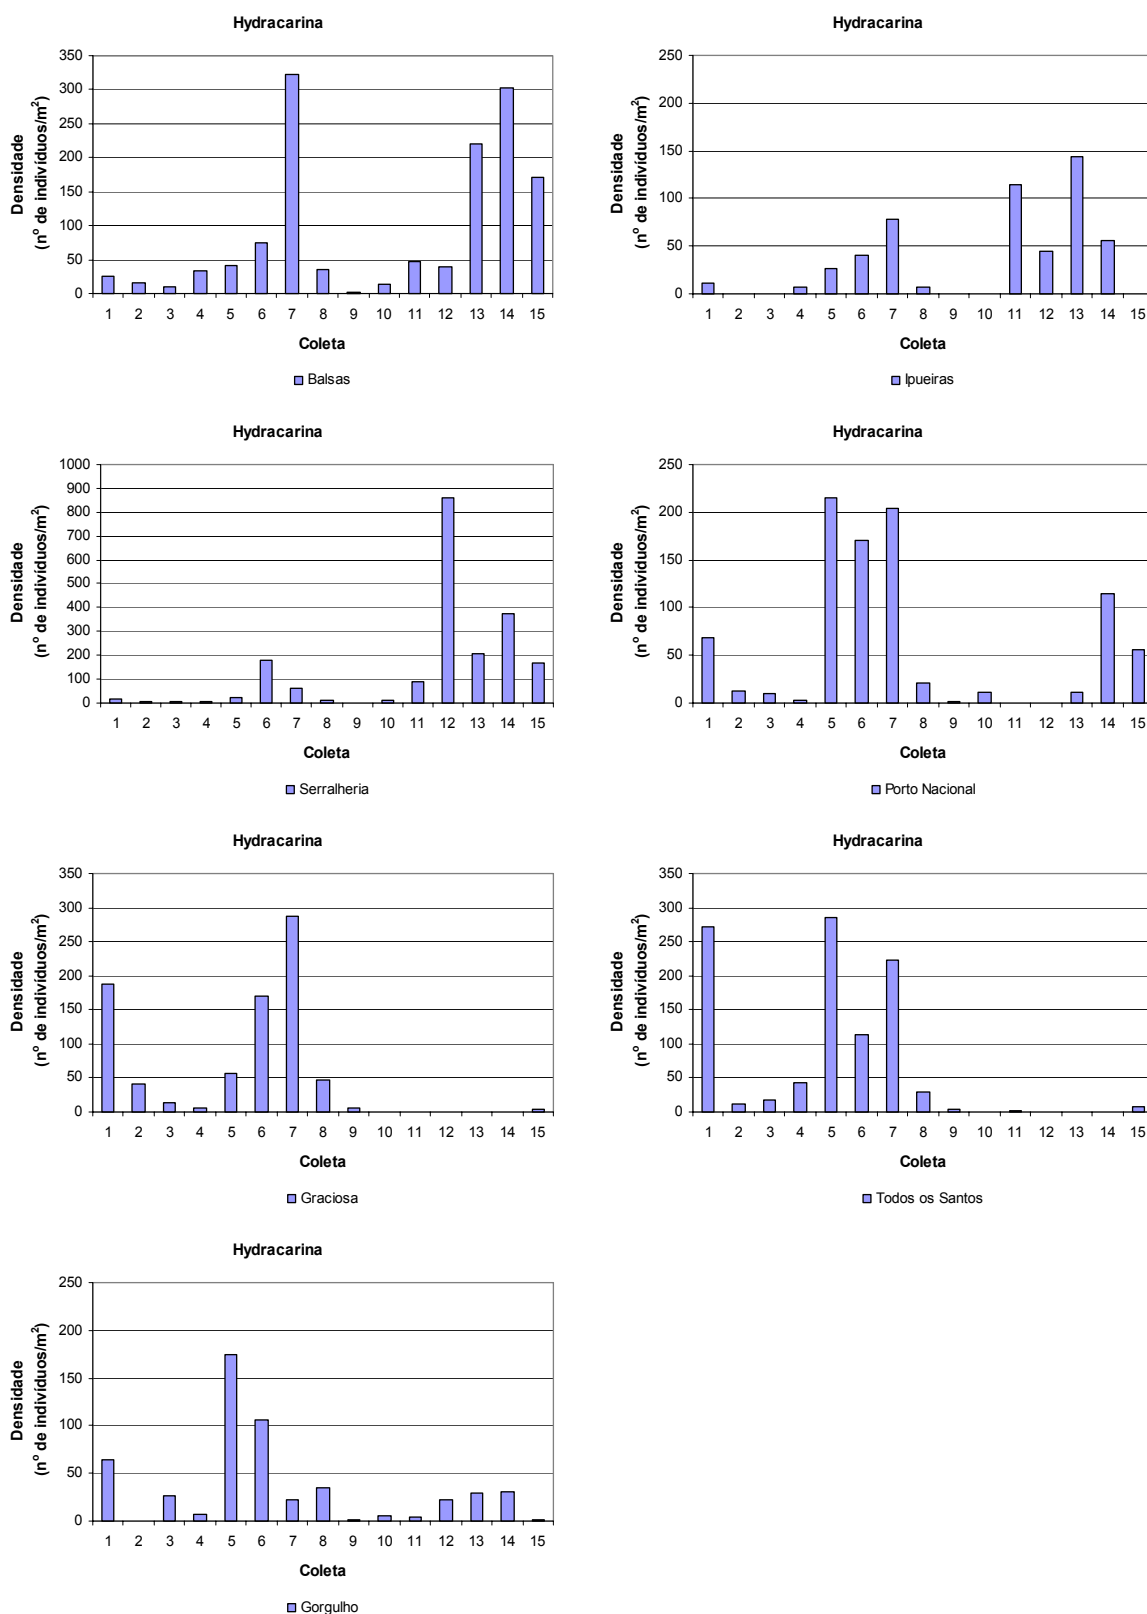 Hydracarina
350
300
250
200
150
100
50
0
Densidade
(nº de indivíduos/m²)
1 2 3 4 5 6 7 8 9 10 11 12 13 14 15
Coleta
Balsas
Hydracarina
250
200
150
100
50
0
Densidade
(nº de indivíduos/m²)
1 2 3 4 5 6 7 8 9 10 11 12 13 14 15
Coleta
Ipueiras
Hydracarina
1000
900
800
700
600
500
400
300
200
100
0
Densidade
(nº de indivíduos/m²)
1 2 3 4 5 6 7 8 9 10 11 12 13 14 15
Coleta
Serralheria
Hydracarina
250
200
150
100
50
0
Densidade
(nº de indivíduos/m²)
1 2 3 4 5 6 7 8 9 10 11 12 13 14 15
Coleta
Porto Nacional
Hydracarina
350
300
250
200
150
100
50
0
Densidade
(nº de indivíduos/m²)
1 2 3 4 5 6 7 8 9 10 11 12 13 14 15
Coleta
Graciosa
Hydracarina
350
300
250
200
150
100
50
0
Densidade
(nº de indivíduos/m²)
1 2 3 4 5 6 7 8 9 10 11 12 13 14 15
Coleta
Todos os Santos
Hydracarina
250
200
150
100
50
0
Densidade
(nº de indivíduos/m²)
1 2 3 4 5 6 7 8 9 10 11 12 13 14 15
Coleta
Gorgulho